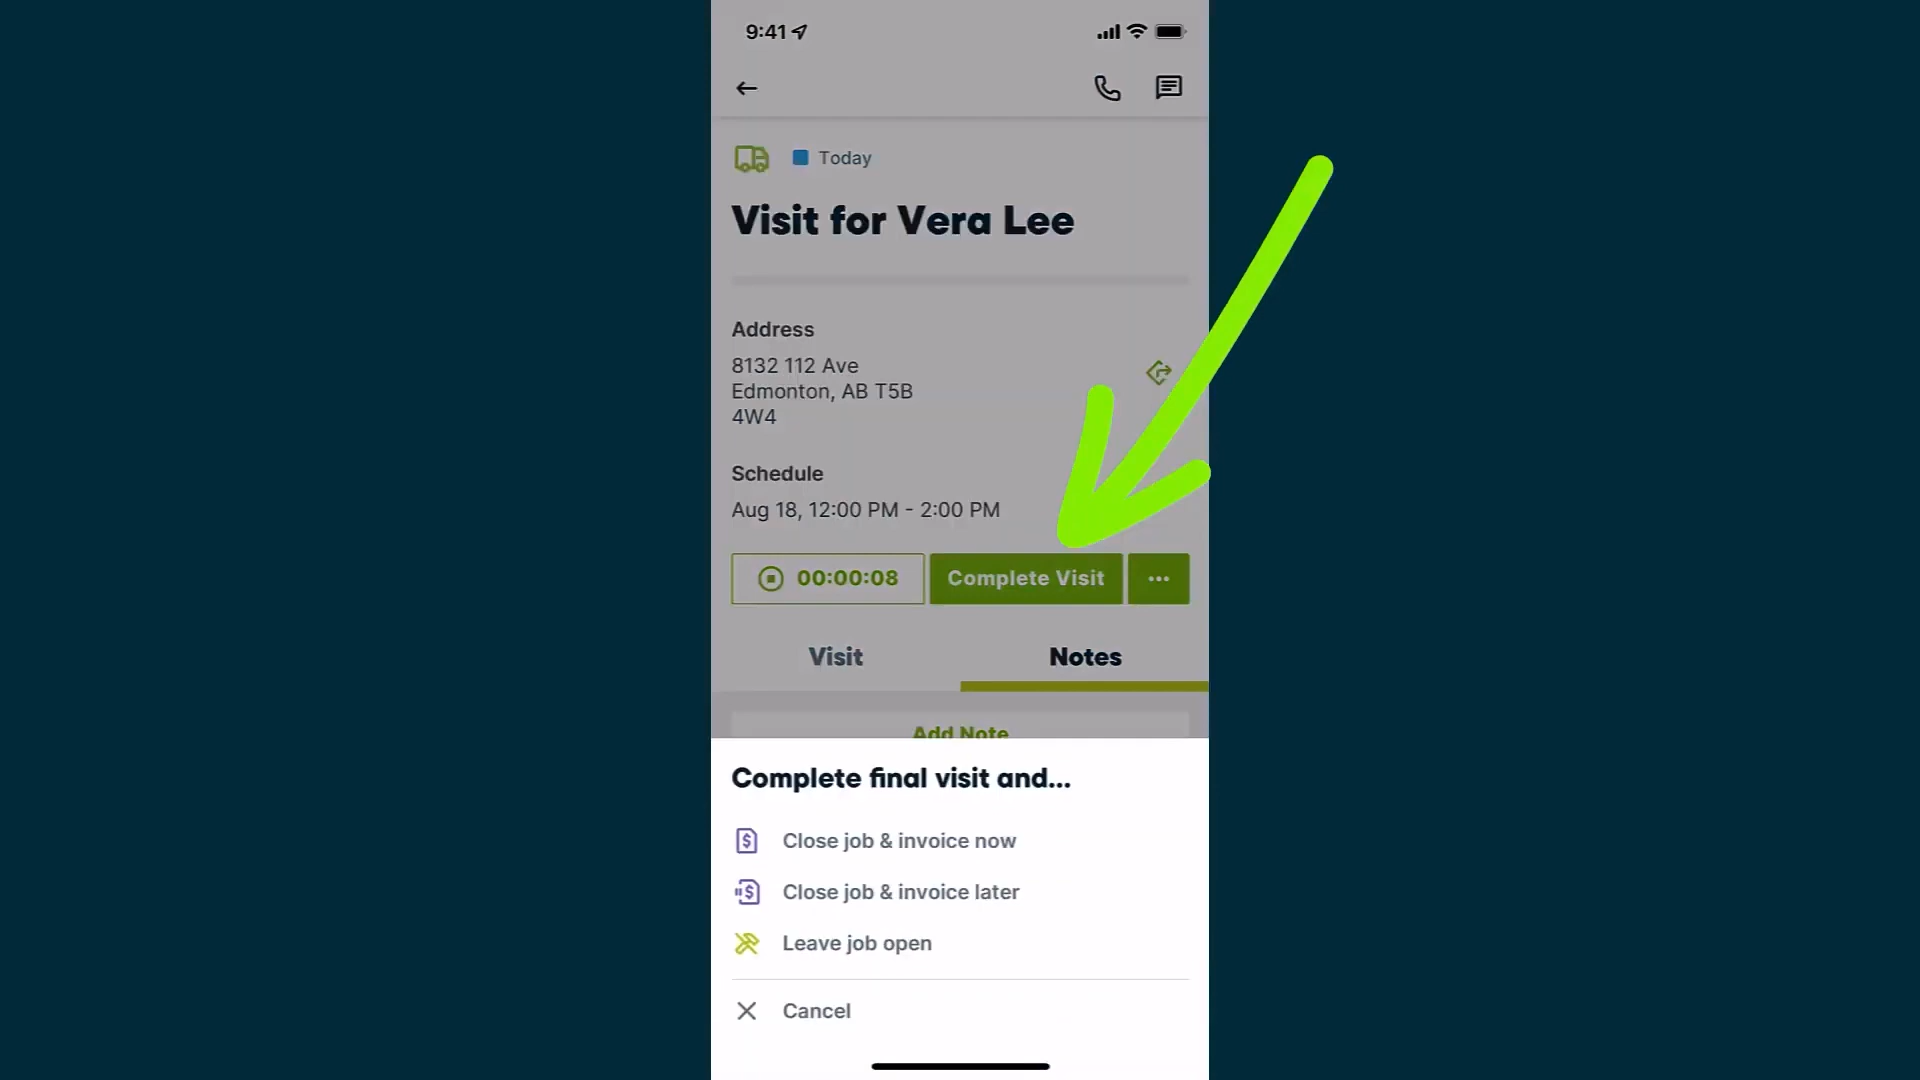 9:41
Today
Visit for Vera Lee
Address
8132 112 Ave
Edmonton, AB T5B
4W4
Schedule
Aug 18, 12:00 PM - 2:00 PM
00:00:08 Complete Visit ...
Visit Notes
Add Note
Complete final visit and...
Close job & invoice now
Close job & invoice later
Leave job open
Cancel